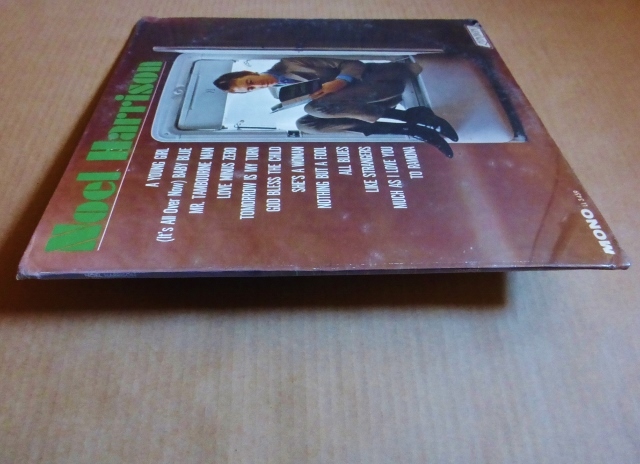 Noel Harrison
A YOUNG GIRL
(It's All Over Now) BABY BLUE
MR. TAMBOURINE MAN
LOVE MINUS ZERO
TOMORROW IS MY TURN
GOD BLESS THE CHILD
SHE'S A WOMAN
NOTHING BUT A FOOL
ALL BLUES
LIKE STRANGERS
MUCH AS I LOVE YOU
TO RAMONA
MONO